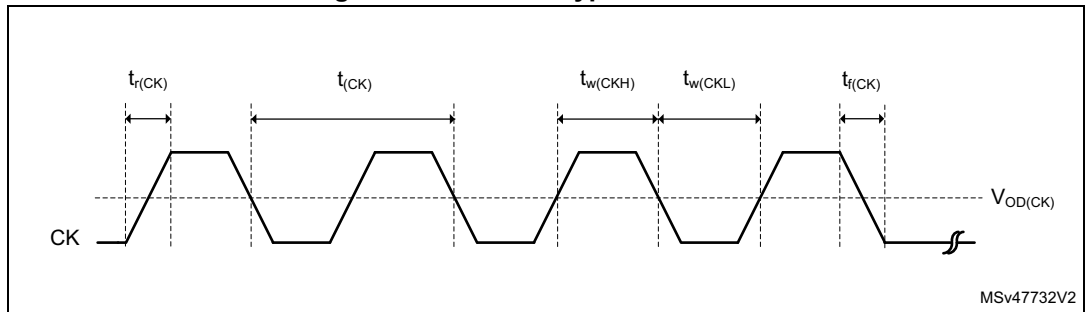 t_r(CK) t_(CK) t_w(CKH) t_w(CKL) t_f(CK)
V_OD(CK)
CK
MSv47732V2